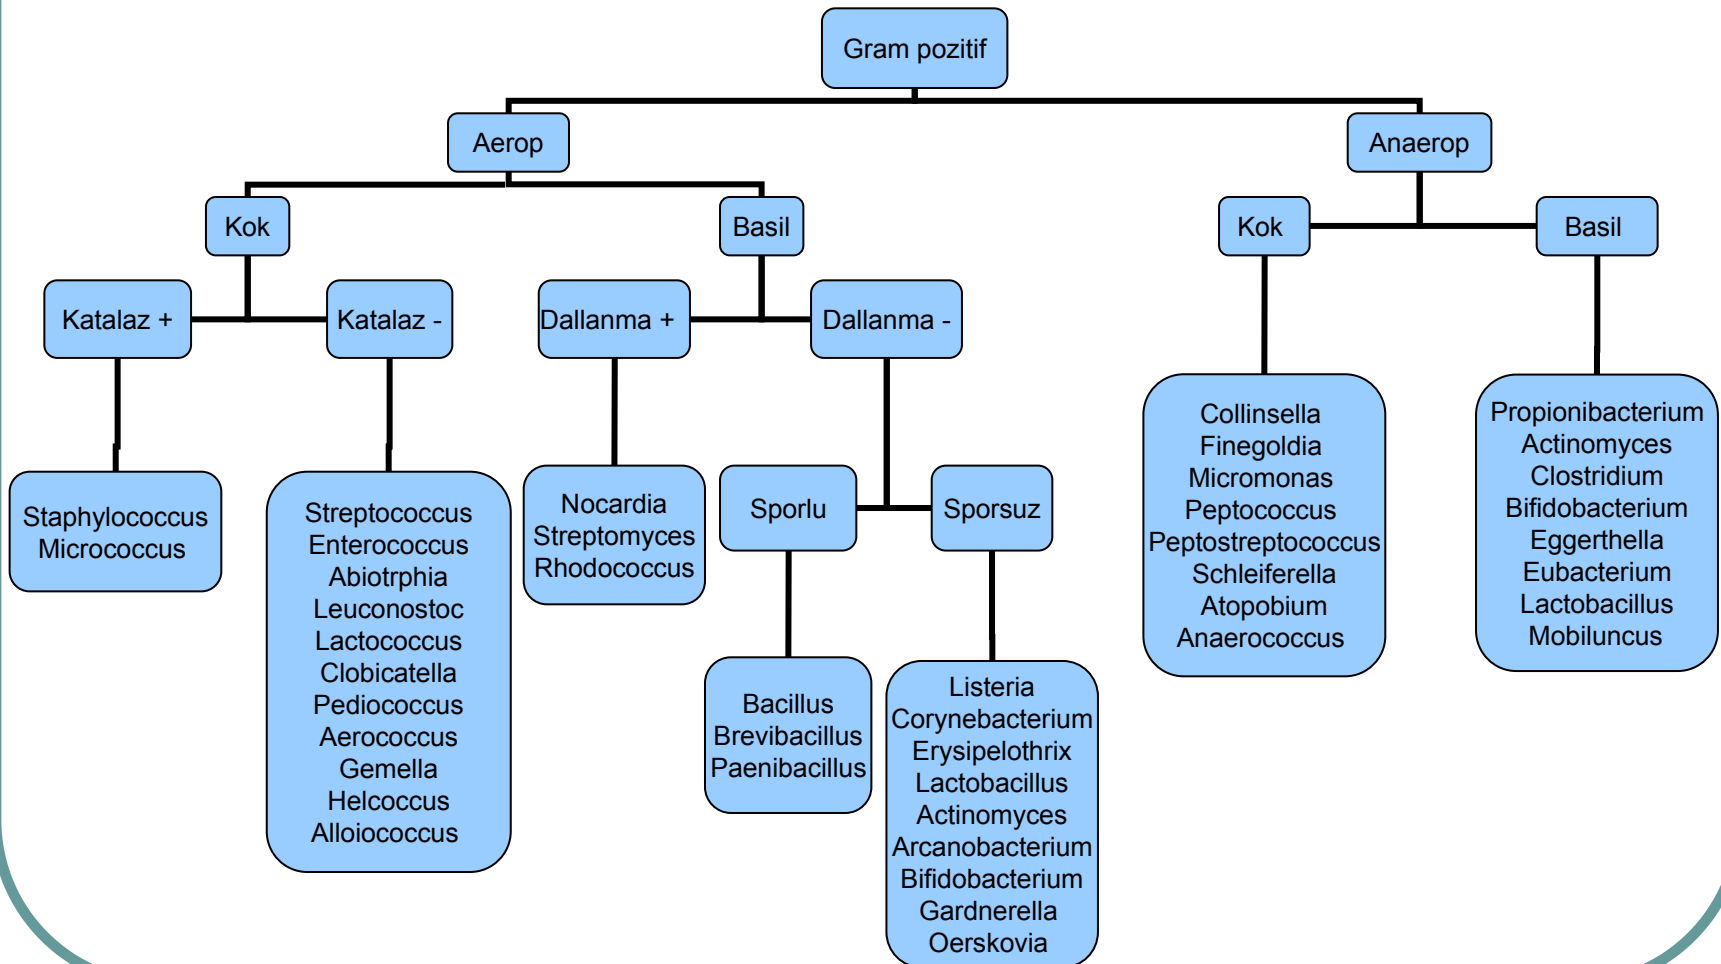 Gram pozitif
Aerop
Anaerop
Kok
Basil
Kok
Basil
Katalaz +
Katalaz -
Dallanma +
Dallanma -
Staphylococcus
Micrococcus
Streptococcus
Enterococcus
Abiotrphia
Leuconostoc
Lactococcus
Clobicatella
Pediococcus
Aerococcus
Gemella
Helcoccus
Alloiococcus
Nocardia
Streptomyces
Rhodococcus
Sporlu
Sporsuz
Bacillus
Brevibacillus
Paenibacillus
Listeria
Corynebacterium
Erysipelothrix
Lactobacillus
Actinomyces
Arcanobacterium
Bifidobacterium
Gardnerella
Oerskovia
Collinsella
Finegoldia
Micromonas
Peptococcus
Peptostreptococcus
Schleiferella
Atopobium
Anaerococcus
Propionibacterium
Actinomyces
Clostridium
Bifidobacterium
Eggerthella
Eubacterium
Lactobacillus
Mobiluncus